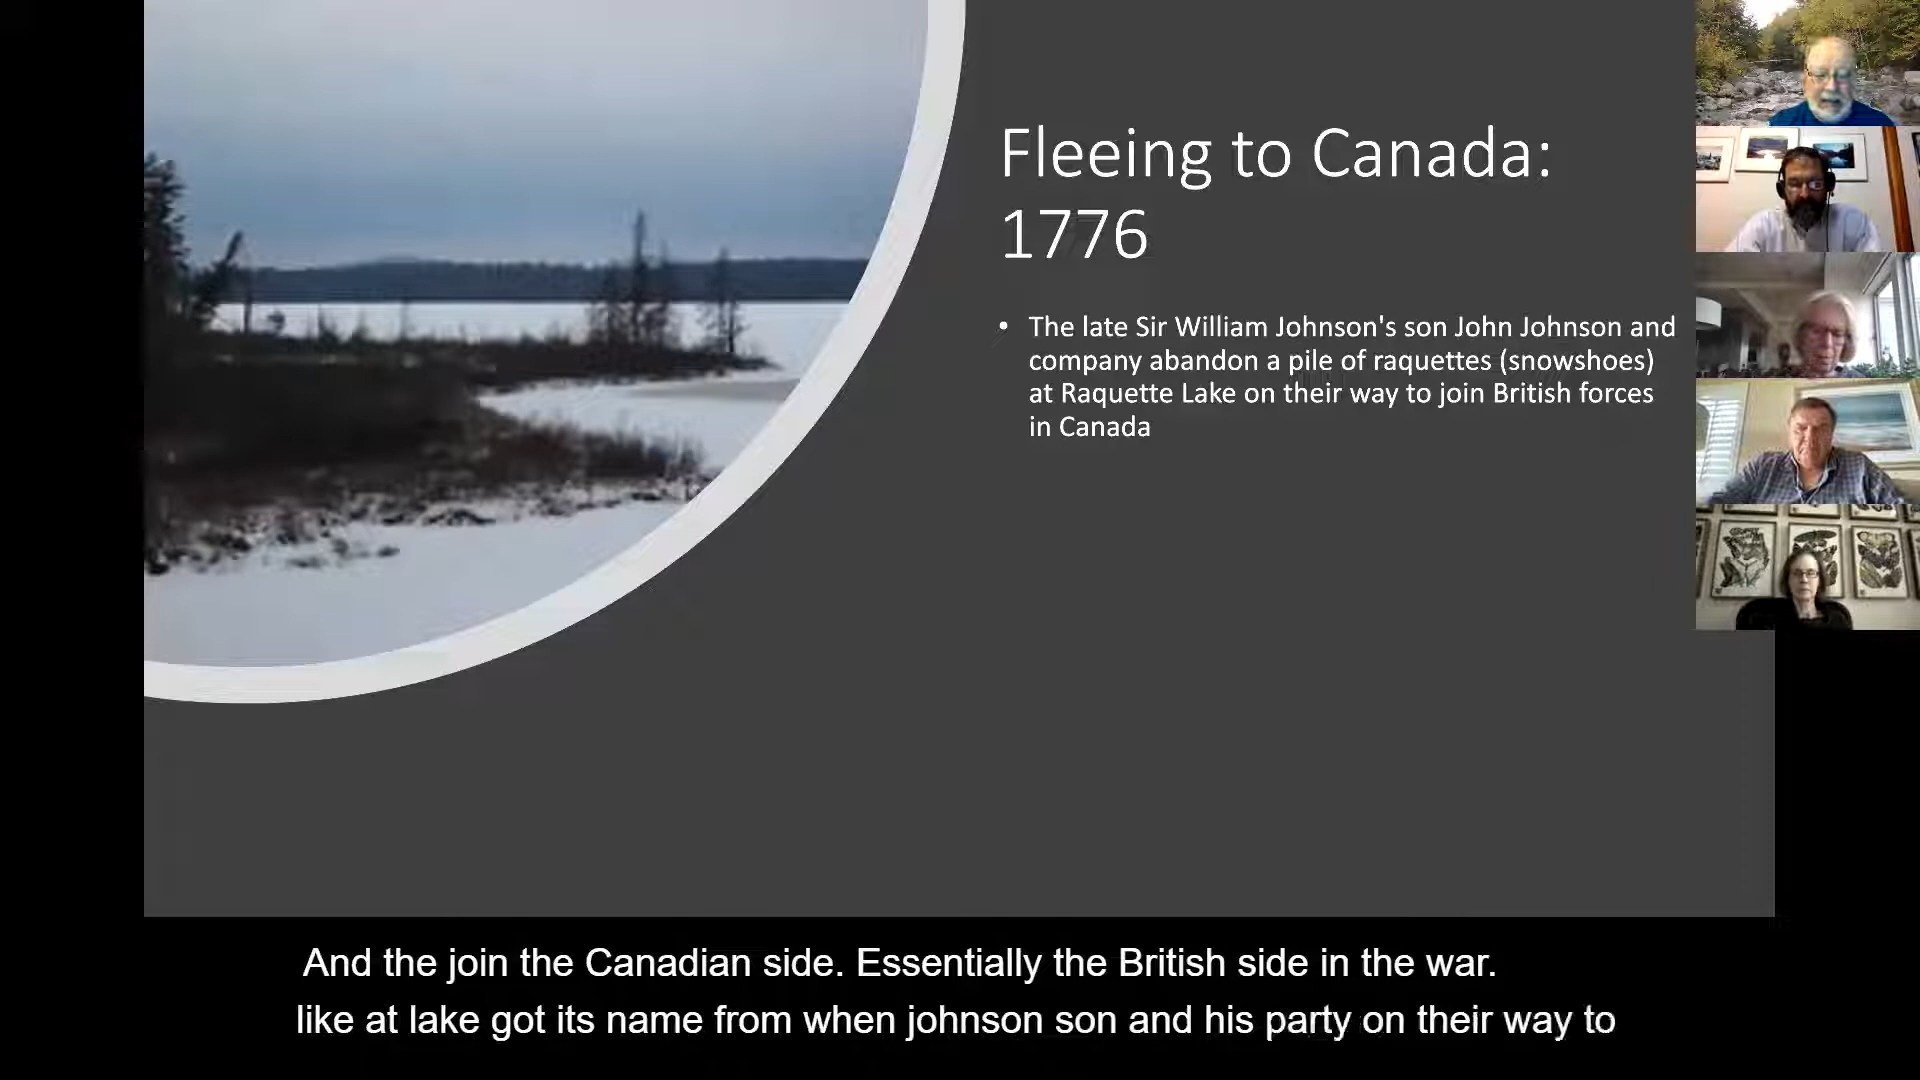 Fleeing to Canada:
1776
• The late Sir William Johnson's son John Johnson and
company abandon a pile of raquettes (snowshoes)
at Raquette Lake on their way to join British forces
in Canada
And the join the Canadian side. Essentially the British side in the war.
like at lake got its name from when johnson son and his party on their way to